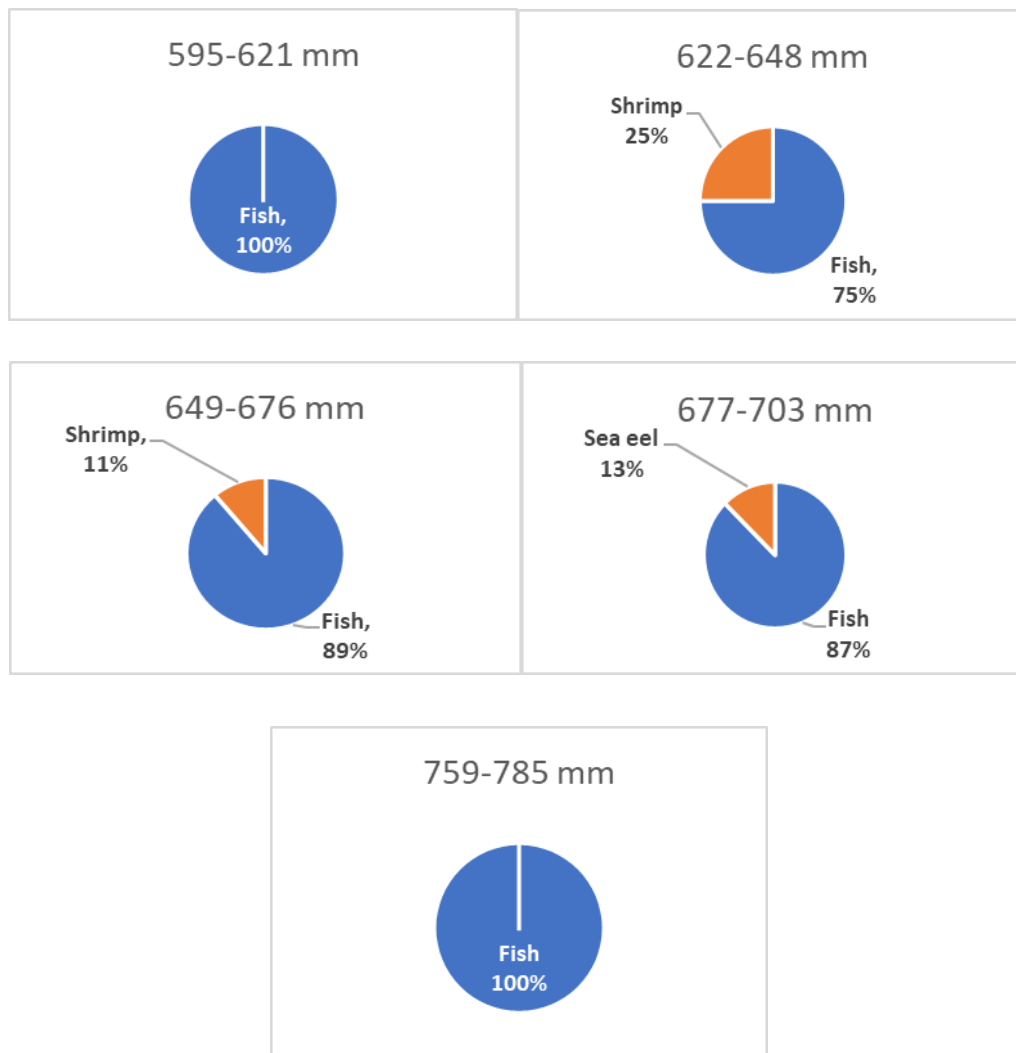 595-621 mm
Fish,
100%
622-648 mm
Shrimp
25%
Fish,
75%
649-676 mm
Shrimp,
11%
Fish,
89%
677-703 mm
Sea eel
13%
Fish
87%
759-785 mm
Fish
100%